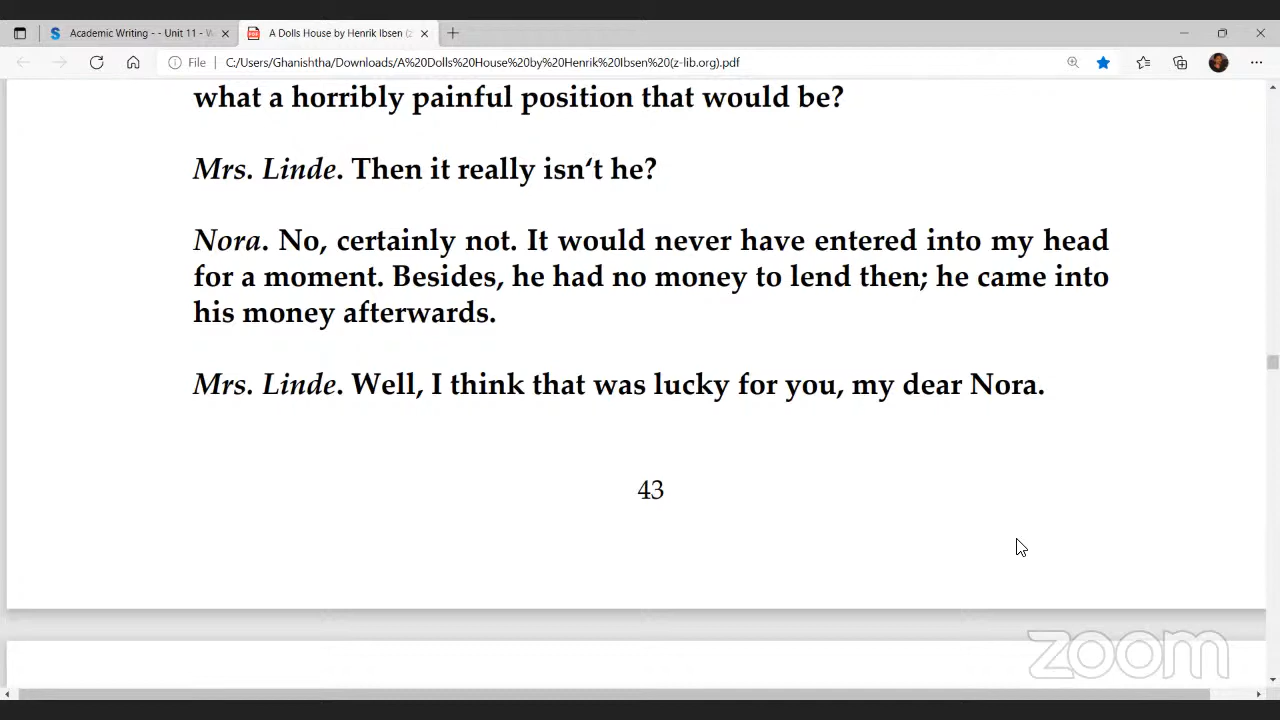 Academic Writing - - Unit 11 - W
A Dolls House by Henrik Ibsen (z
File
C:/Users/Ghanishtha/Downloads/A%20Dolls%20House%20by%20Henrik%20Ibsen%20(z-lib.org).pdf
what a horribly painful position that would be?
Mrs. Linde. Then it really isn‘t he?
Nora. No, certainly not. It would never have entered into my head
for a moment. Besides, he had no money to lend then; he came into
his money afterwards.
Mrs. Linde. Well, I think that was lucky for you, my dear Nora.
43
zoom